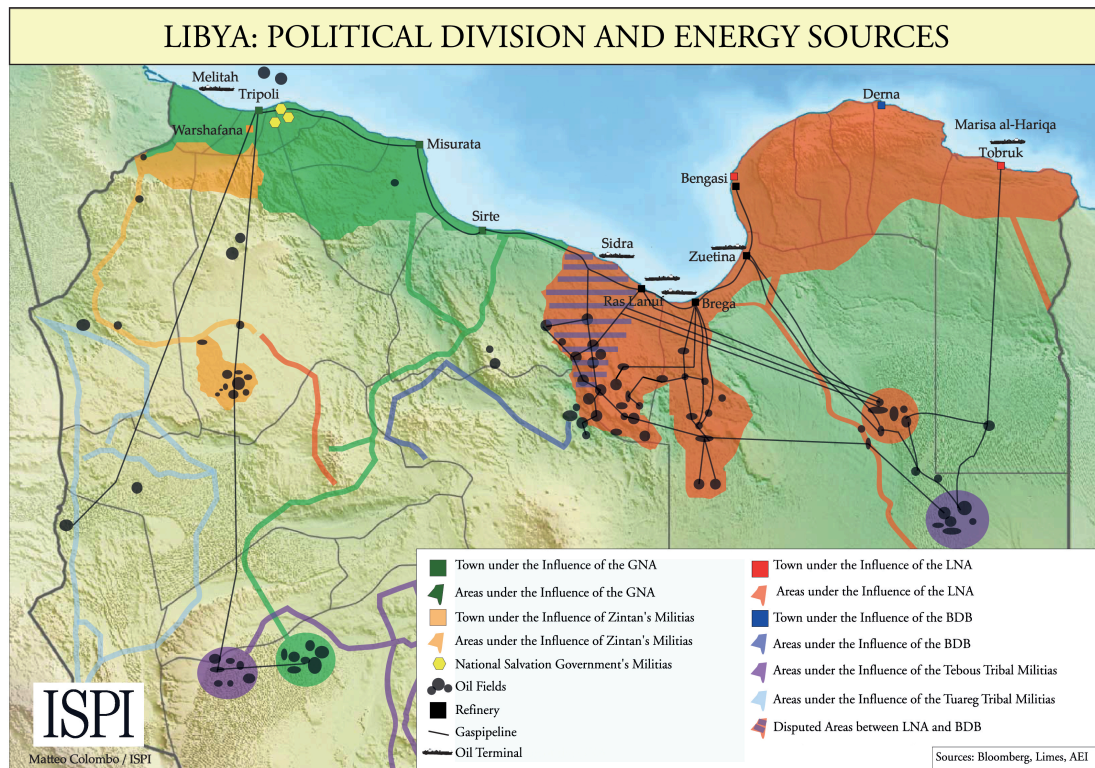 LIBYA: POLITICAL DIVISION AND ENERGY SOURCES
Melitah
Tripoli
Warshafana
Misurata
Sirte
Sidra
Ras Lanuf
Brega
Zuetina
Bengasi
Derna
Marisa al-Hariqa
Tobruk
Town under the Influence of the GNA
Areas under the Influence of the GNA
Town under the Influence of Zintan's Militias
Areas under the Influence of Zintan's Militias
National Salvation Government's Militias
Oil Fields
Refinery
Gaspipeline
Oil Terminal
Town under the Influence of the LNA
Areas under the Influence of the LNA
Town under the Influence of the BDB
Areas under the Influence of the BDB
Areas under the Influence of the Tebous Tribal Militias
Areas under the Influence of the Tuareg Tribal Militias
Disputed Areas between LNA and BDB
ISPI
Matteo Colombo / ISPI
Sources: Bloomberg, Limes, AEI